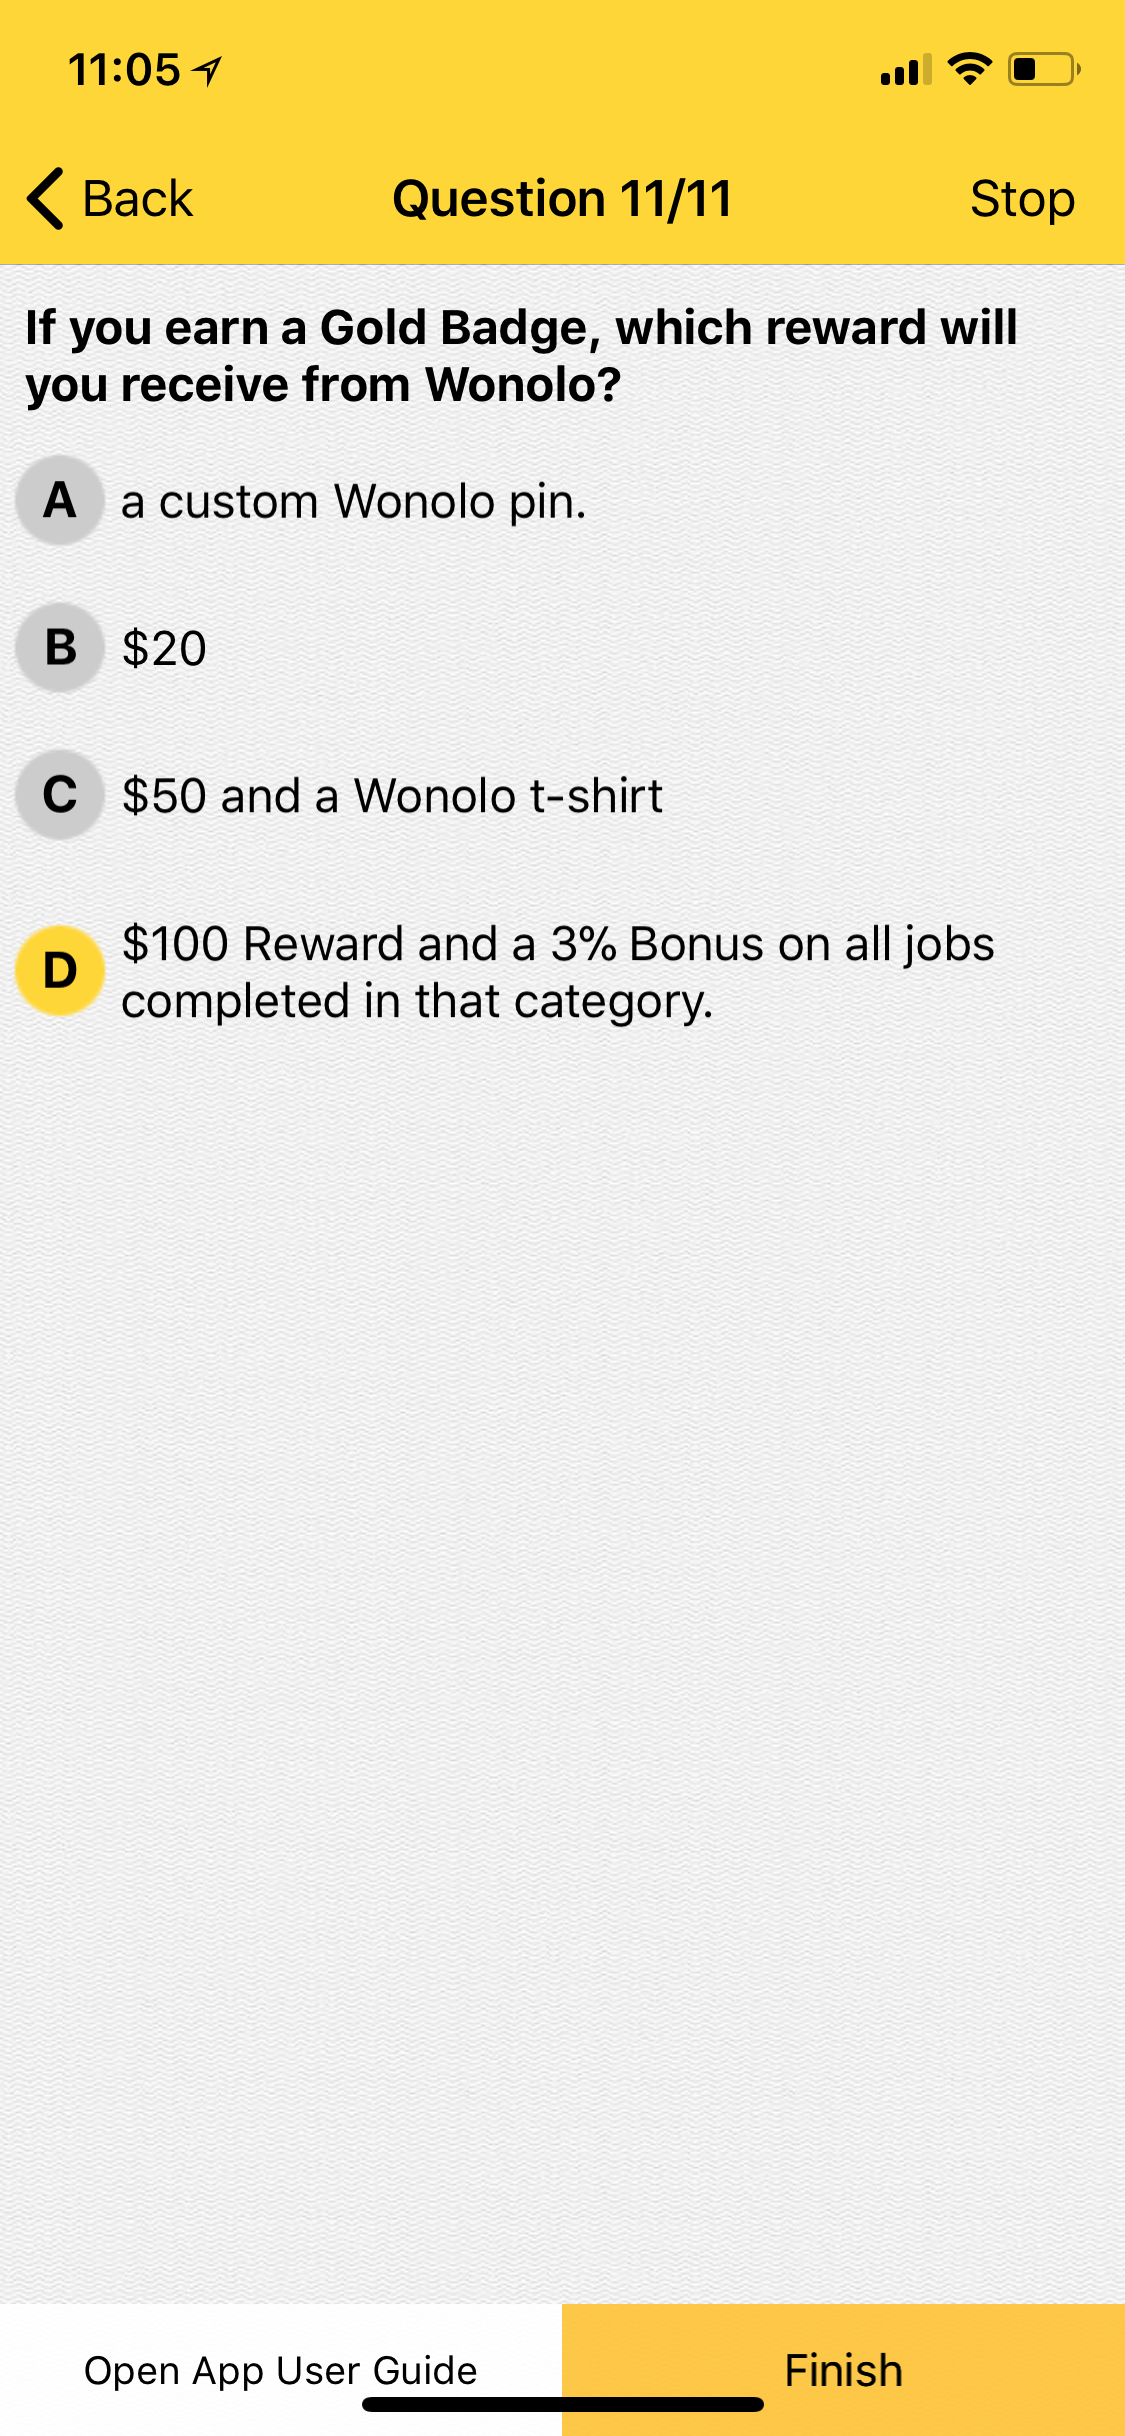 11:05
Back
Question 11/11
Stop
If you earn a Gold Badge, which reward will
you receive from Wonolo?
A a custom Wonolo pin.
B $20
C $50 and a Wonolo t-shirt
D $100 Reward and a 3% Bonus on all jobs
completed in that category.
Open App User Guide
Finish